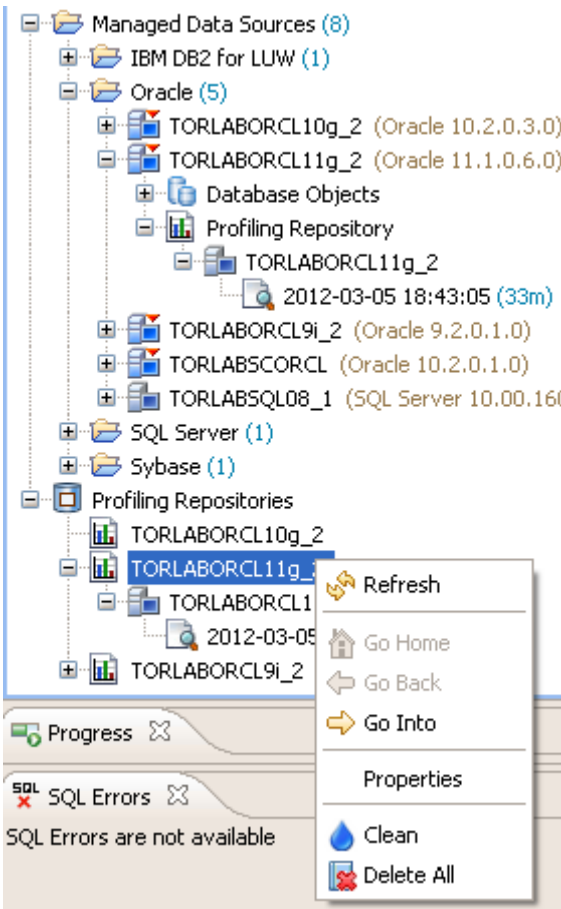 Managed Data Sources (8)
IBM DB2 for LUW (1)
Oracle (5)
TORLABORCL10g_2 (Oracle 10.2.0.3.0)
TORLABORCL11g_2 (Oracle 11.1.0.6.0)
Database Objects
Profiling Repository
TORLABORCL11g_2
2012-03-05 18:43:05 (33m)
TORLABORCL9i_2 (Oracle 9.2.0.1.0)
TORLABSCORCL (Oracle 10.2.0.1.0)
TORLABSQL08_1 (SQL Server 10.00.160
SQL Server (1)
Sybase (1)
Profiling Repositories
TORLABORCL10g_2
TORLABORCL11g_
TORLABORCL1
2012-03-05
TORLABORCL9i_2
Refresh
Go Home
Go Back
Go Into
Properties
Clean
Delete All
Progress
SQL SQL Errors
SQL Errors are not available